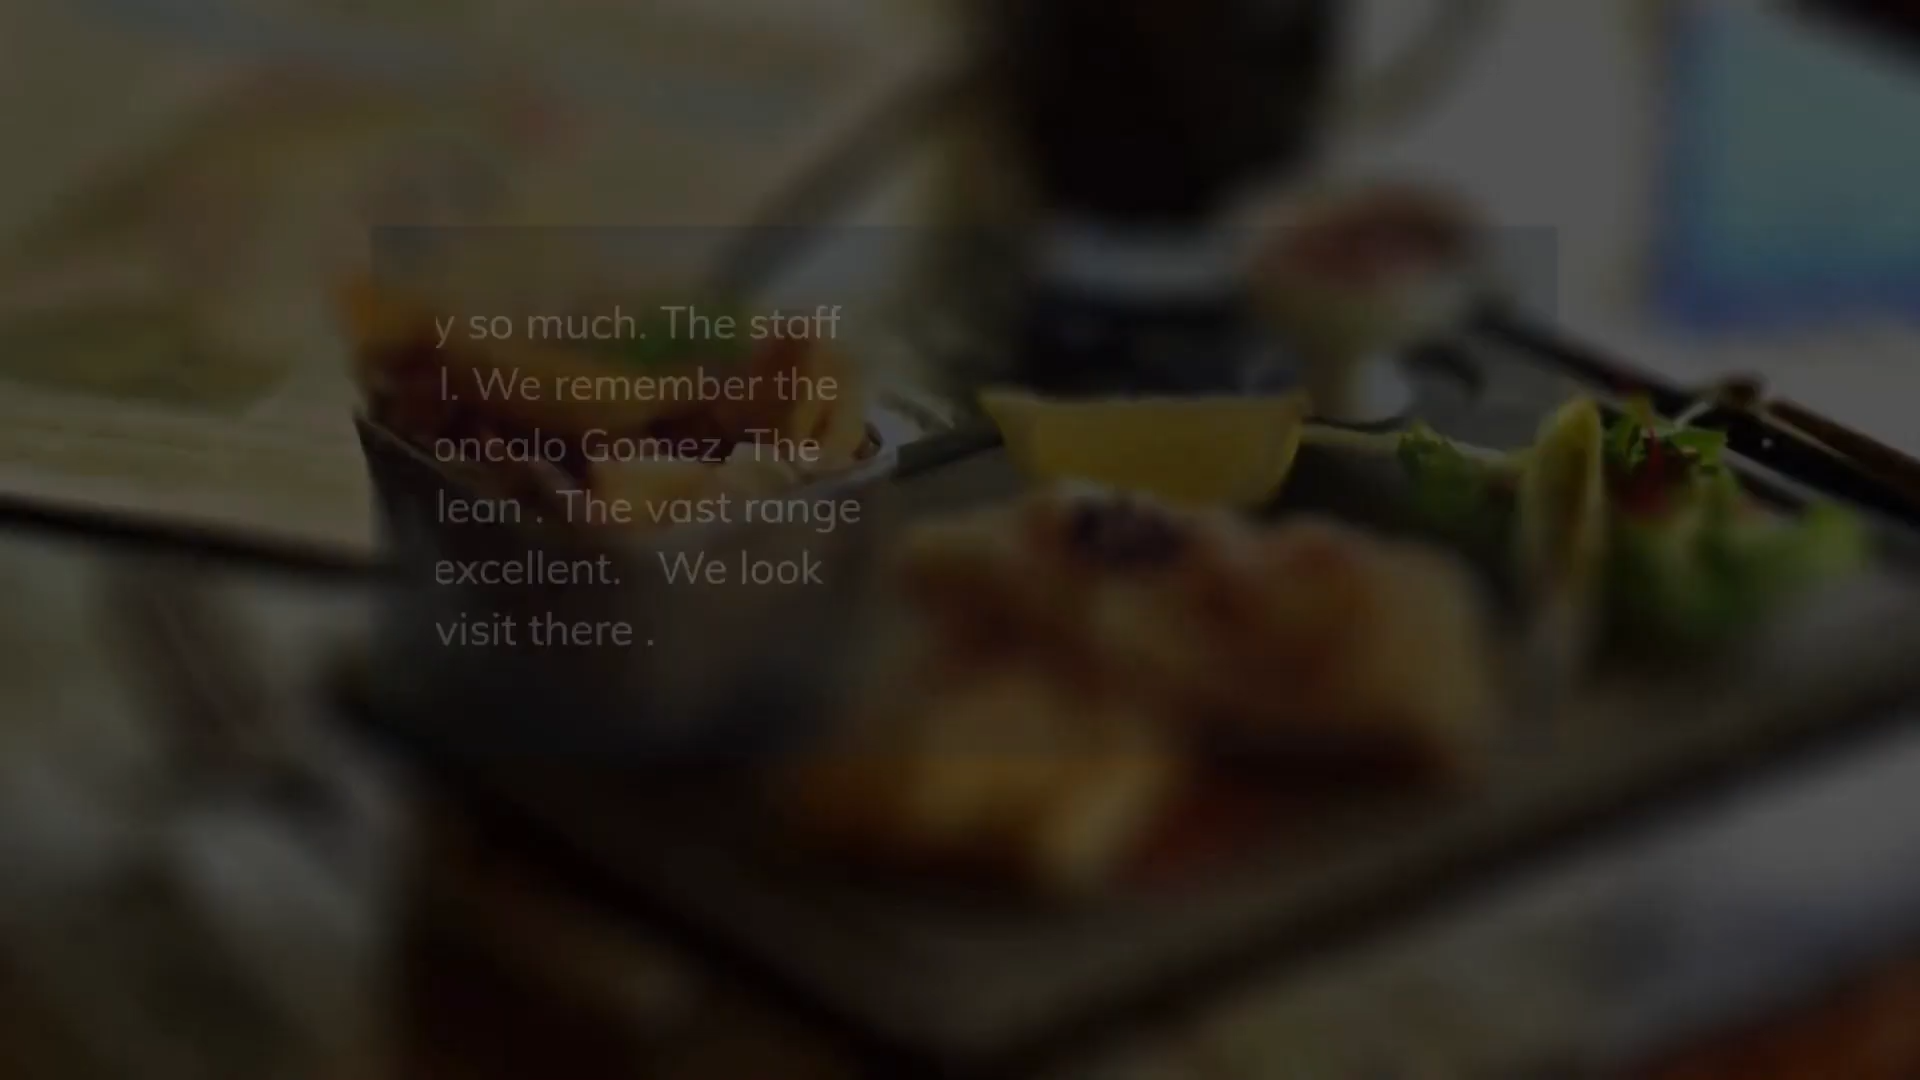 y so much. The staff
l. We remember the
oncalo Gomez. The
lean . The vast range
excellent.   We look
visit there .